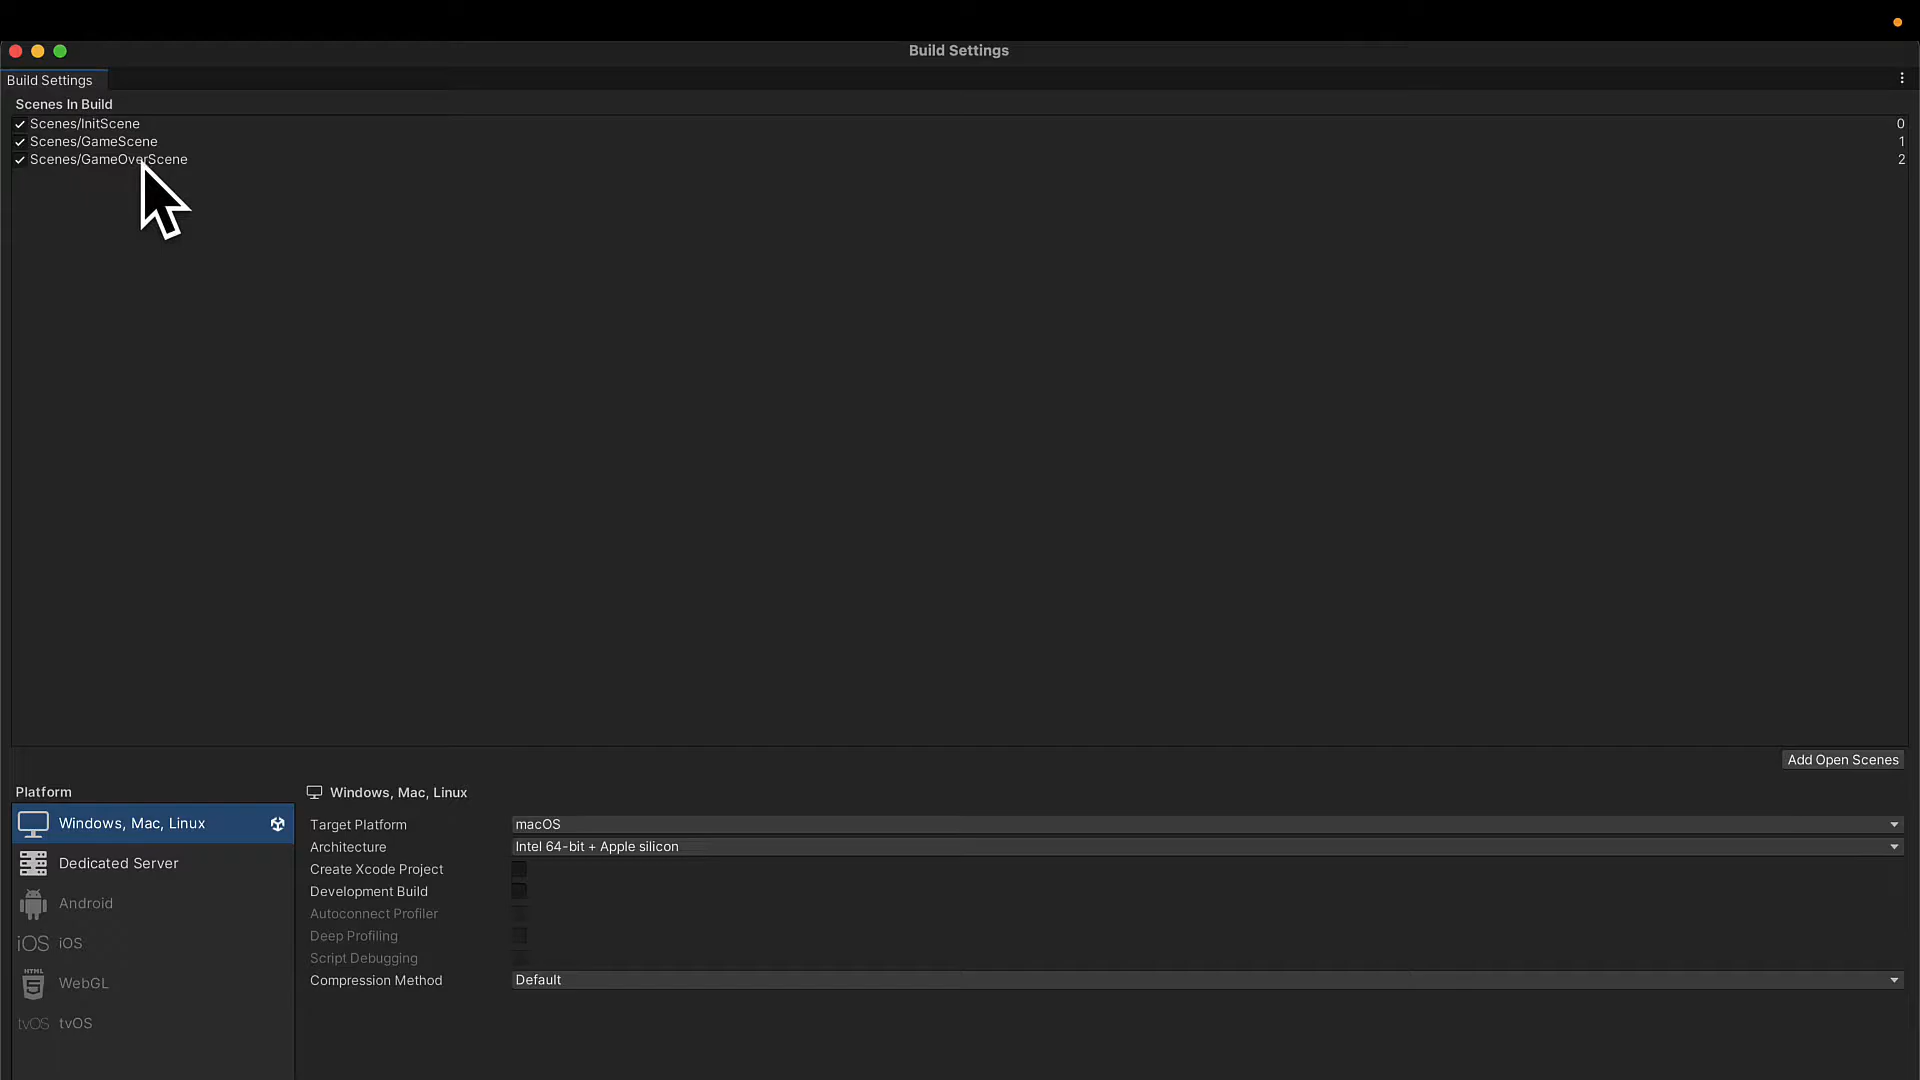 Build Settings
Build Settings
Scenes In Build
Scenes/InitScene 0
Scenes/GameScene 1
Scenes/GameOverScene 2
Add Open Scenes
Platform
Windows, Mac, Linux
Dedicated Server
Android
iOS iOS
HTML 5 WebGL
tvOS tvOS
Windows, Mac, Linux
Target Platform macOS
Architecture Intel 64-bit + Apple silicon
Create Xcode Project
Development Build
Autoconnect Profiler
Deep Profiling
Script Debugging
Compression Method Default